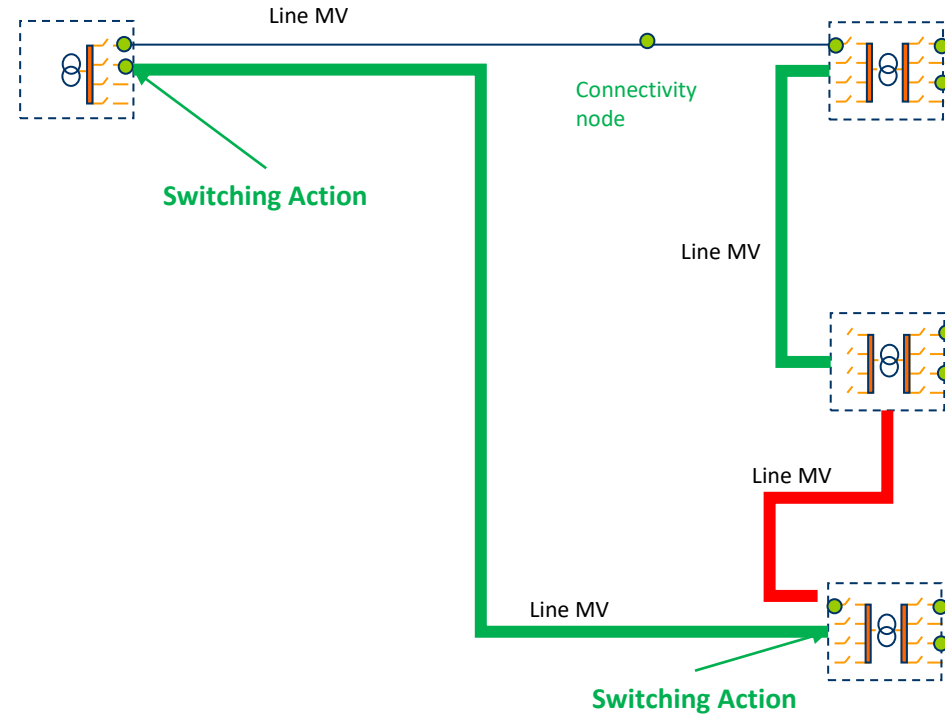 Line MV
Connectivity
node
Switching Action
Line MV
Line MV
Line MV
Switching Action